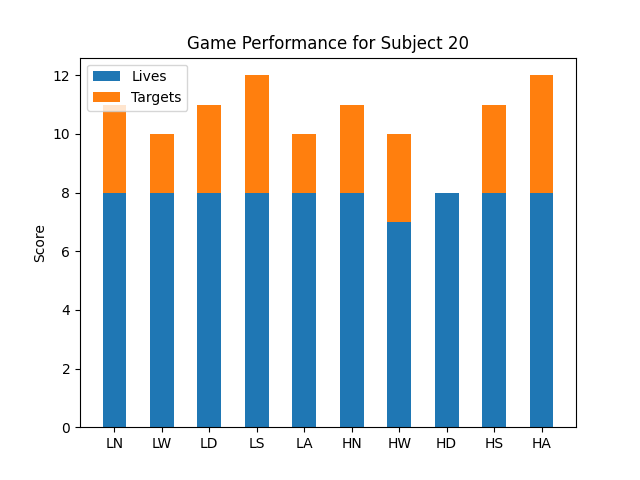 Game Performance for Subject 20
Lives
Targets
Score
12
10
8
6
4
2
0
LN LW LD LS LA HN HW HD HS HA